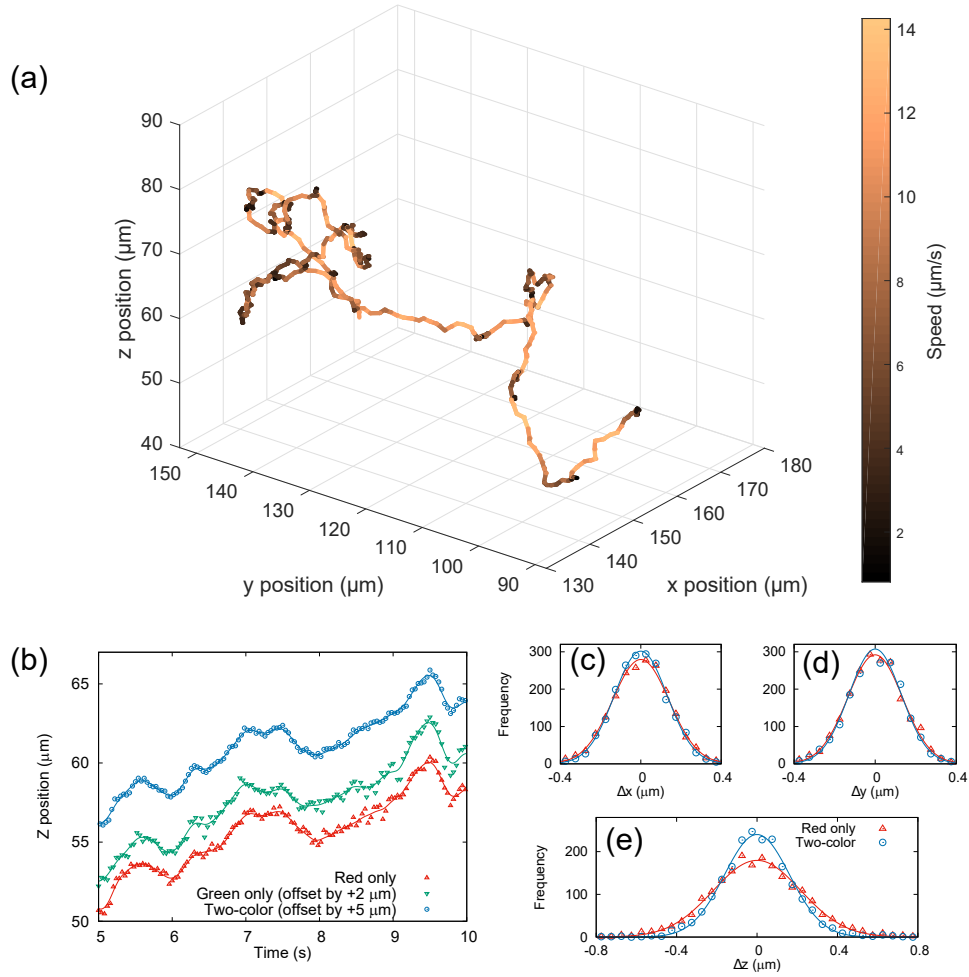 (a)
90
80
70
60
50
40
z position (µm)
150
140
130
120
110
100
90
y position (µm)
130
140
150
160
170
180
x position (µm)
14
12
10
8
6
4
2
Speed (µm/s)
(b)
65
60
55
50
Z position (µm)
5 6 7 8 9 10
Time (s)
Red only
Green only (offset by +2 µm)
Two-color (offset by +5 µm)
(c)
300
200
100
0
Frequency
-0.4 0 0.4
Δx (µm)
(d)
300
200
100
0
-0.4 0 0.4
Δy (µm)
(e)
Red only
Two-color
200
100
0
Frequency
-0.8 -0.4 0 0.4 0.8
Δz (µm)